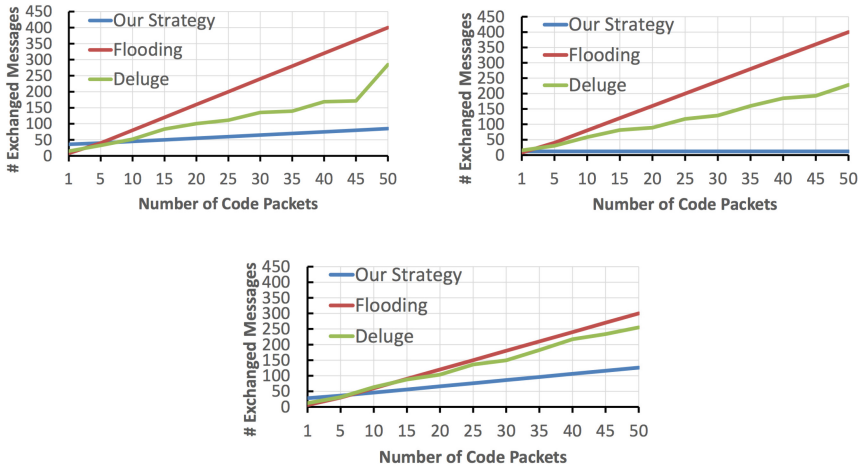 # Exchanged Messages
450
400
350
300
250
200
150
100
50
0
Our Strategy
Flooding
Deluge
1 5 10 15 20 25 30 35 40 45 50
Number of Code Packets
# Exchanged Messages
450
400
350
300
250
200
150
100
50
0
Our Strategy
Flooding
Deluge
1 5 10 15 20 25 30 35 40 45 50
Number of Code Packets
# Exchanged Messages
450
400
350
300
250
200
150
100
50
0
Our Strategy
Flooding
Deluge
1 5 10 15 20 25 30 35 40 45 50
Number of Code Packets